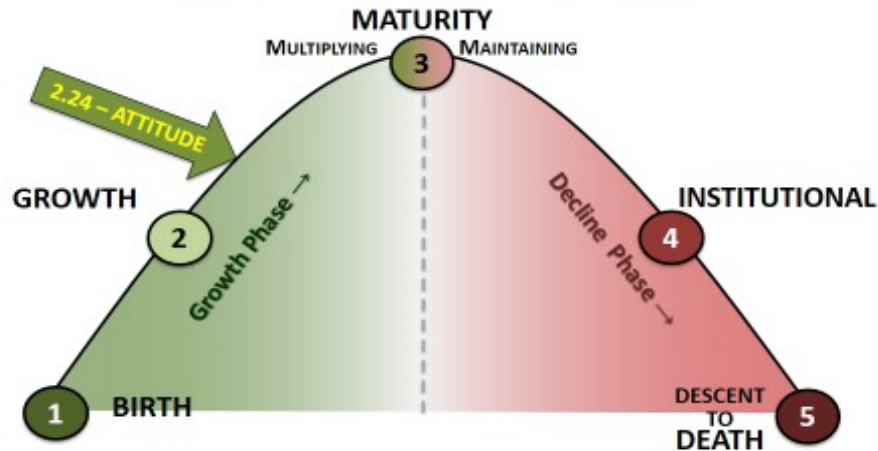 MATURITY
MULTIPLYING
3
MAINTAINING
2.24 – ATTITUDE
GROWTH
2
Growth Phase →
Decline Phase →
INSTITUTIONAL
4
1
BIRTH
DESCENT
TO
DEATH
5